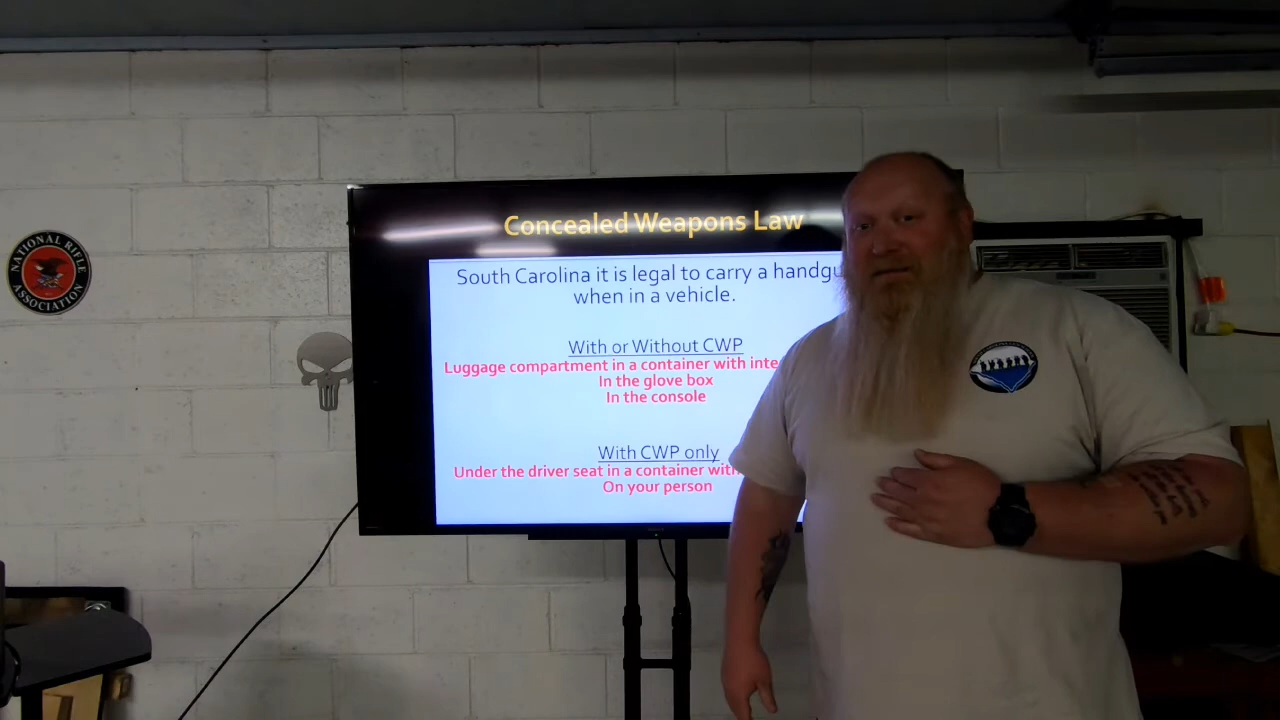 NATIONAL RIFLE
ASSOCIATION
Concealed Weapons Law
South Carolina it is legal to carry a handgu
when in a vehicle.
With or Without CWP
Luggage compartment in a container with inte
In the glove box
In the console
With CWP only
Under the driver seat in a container with
On your person